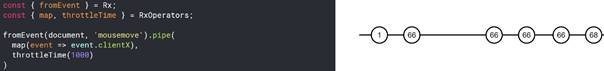 const { fromEvent } = Rx;
const { map, throttleTime } = RxOperators;
fromEvent(document, 'mousemove').pipe(
map(event => event.clientX),
throttleTime(1000)
)
1 66 66 66 66 68